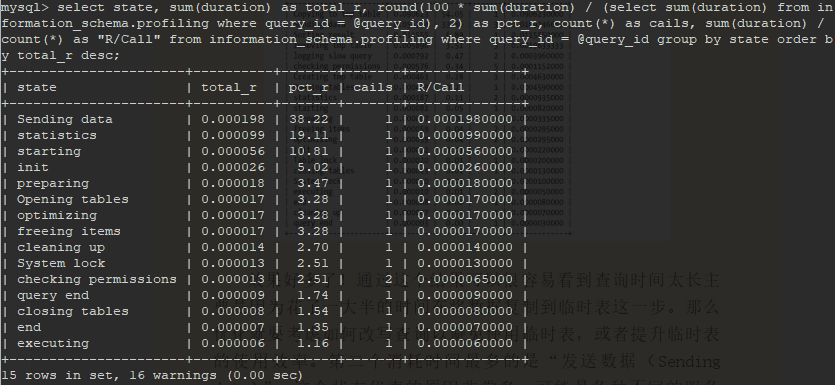 mysql> select state, sum(duration) as total_r, round(100 * sum(duration) / (select sum(duration) from in
formation_schema.profiling where query_id = @query_id), 2) as pct_r, count(*) as cails, sum(duration) /
count(*) as "R/Call" from information_schema.profiling where query_id = @query_id group by state order b
y total_r desc;
+----------------------+----------+-------+-------+--------------+
| state | total_r | pct_r | cails | R/Call |
+----------------------+----------+-------+-------+--------------+
| Sending data | 0.000198 | 38.22 | 1 | 0.0001980000 |
| statistics | 0.000099 | 19.11 | 1 | 0.0000990000 |
| starting | 0.000056 | 10.81 | 1 | 0.0000560000 |
| init | 0.000026 | 5.02 | 1 | 0.0000260000 |
| preparing | 0.000018 | 3.47 | 1 | 0.0000180000 |
| Opening tables | 0.000017 | 3.28 | 1 | 0.0000170000 |
| optimizing | 0.000017 | 3.28 | 1 | 0.0000170000 |
| freeing items | 0.000017 | 3.28 | 1 | 0.0000170000 |
| cleaning up | 0.000014 | 2.70 | 1 | 0.0000140000 |
| System lock | 0.000013 | 2.51 | 1 | 0.0000130000 |
| checking permissions | 0.000013 | 2.51 | 2 | 0.0000065000 |
| query end | 0.000009 | 1.74 | 1 | 0.0000090000 |
| closing tables | 0.000008 | 1.54 | 1 | 0.0000080000 |
| end | 0.000007 | 1.35 | 1 | 0.0000070000 |
| executing | 0.000006 | 1.16 | 1 | 0.0000060000 |
+----------------------+----------+-------+-------+--------------+
15 rows in set, 16 warnings (0.00 sec)